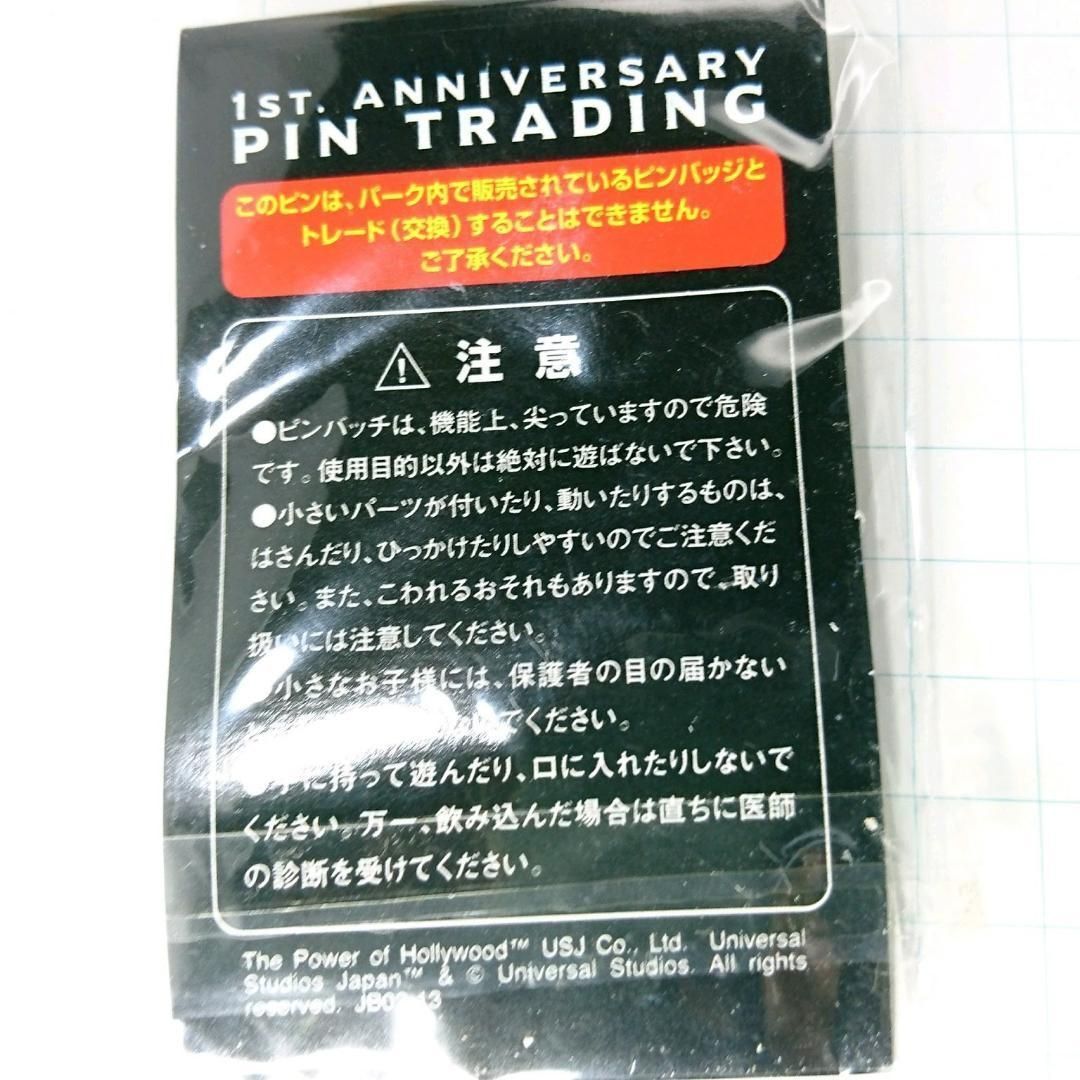 1ST. ANNIVERSARY
PIN TRADING
このピンは、パーク内で販売されているピンバッジと
トレード(交換)することはできません。
ご了承ください。
注意
●ピンバッチは、機能上、尖っていますので危険
です。使用目的以外は絶対に遊ばないで下さい。
●小さいパーツが付いたり、動いたりするものは、
はさんだり、ひっかけたりしやすいのでご注意くだ
さい。また、こわれるおそれもありますので、取り
扱いには注意してください。
●小さなお子様には、保護者の目の届かない
でください。
に持って遊んだり、口に入れたりしないで
ください。万一、飲み込んだ場合は直ちに医師
の診断を受けてください。
The Power of Hollywood™ USJ Co., Ltd. Universal
Studios Japan™ & © Universal Studios. All rights
reserved.